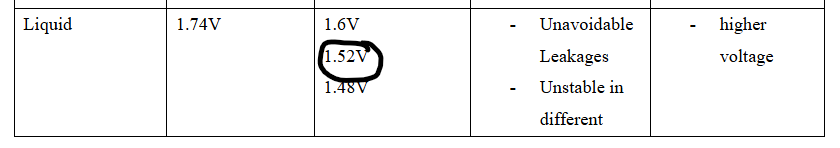 Liquid 1.74V 1.6V - Unavoidable - higher
1.52V Leakages voltage
1.48V - Unstable in
different